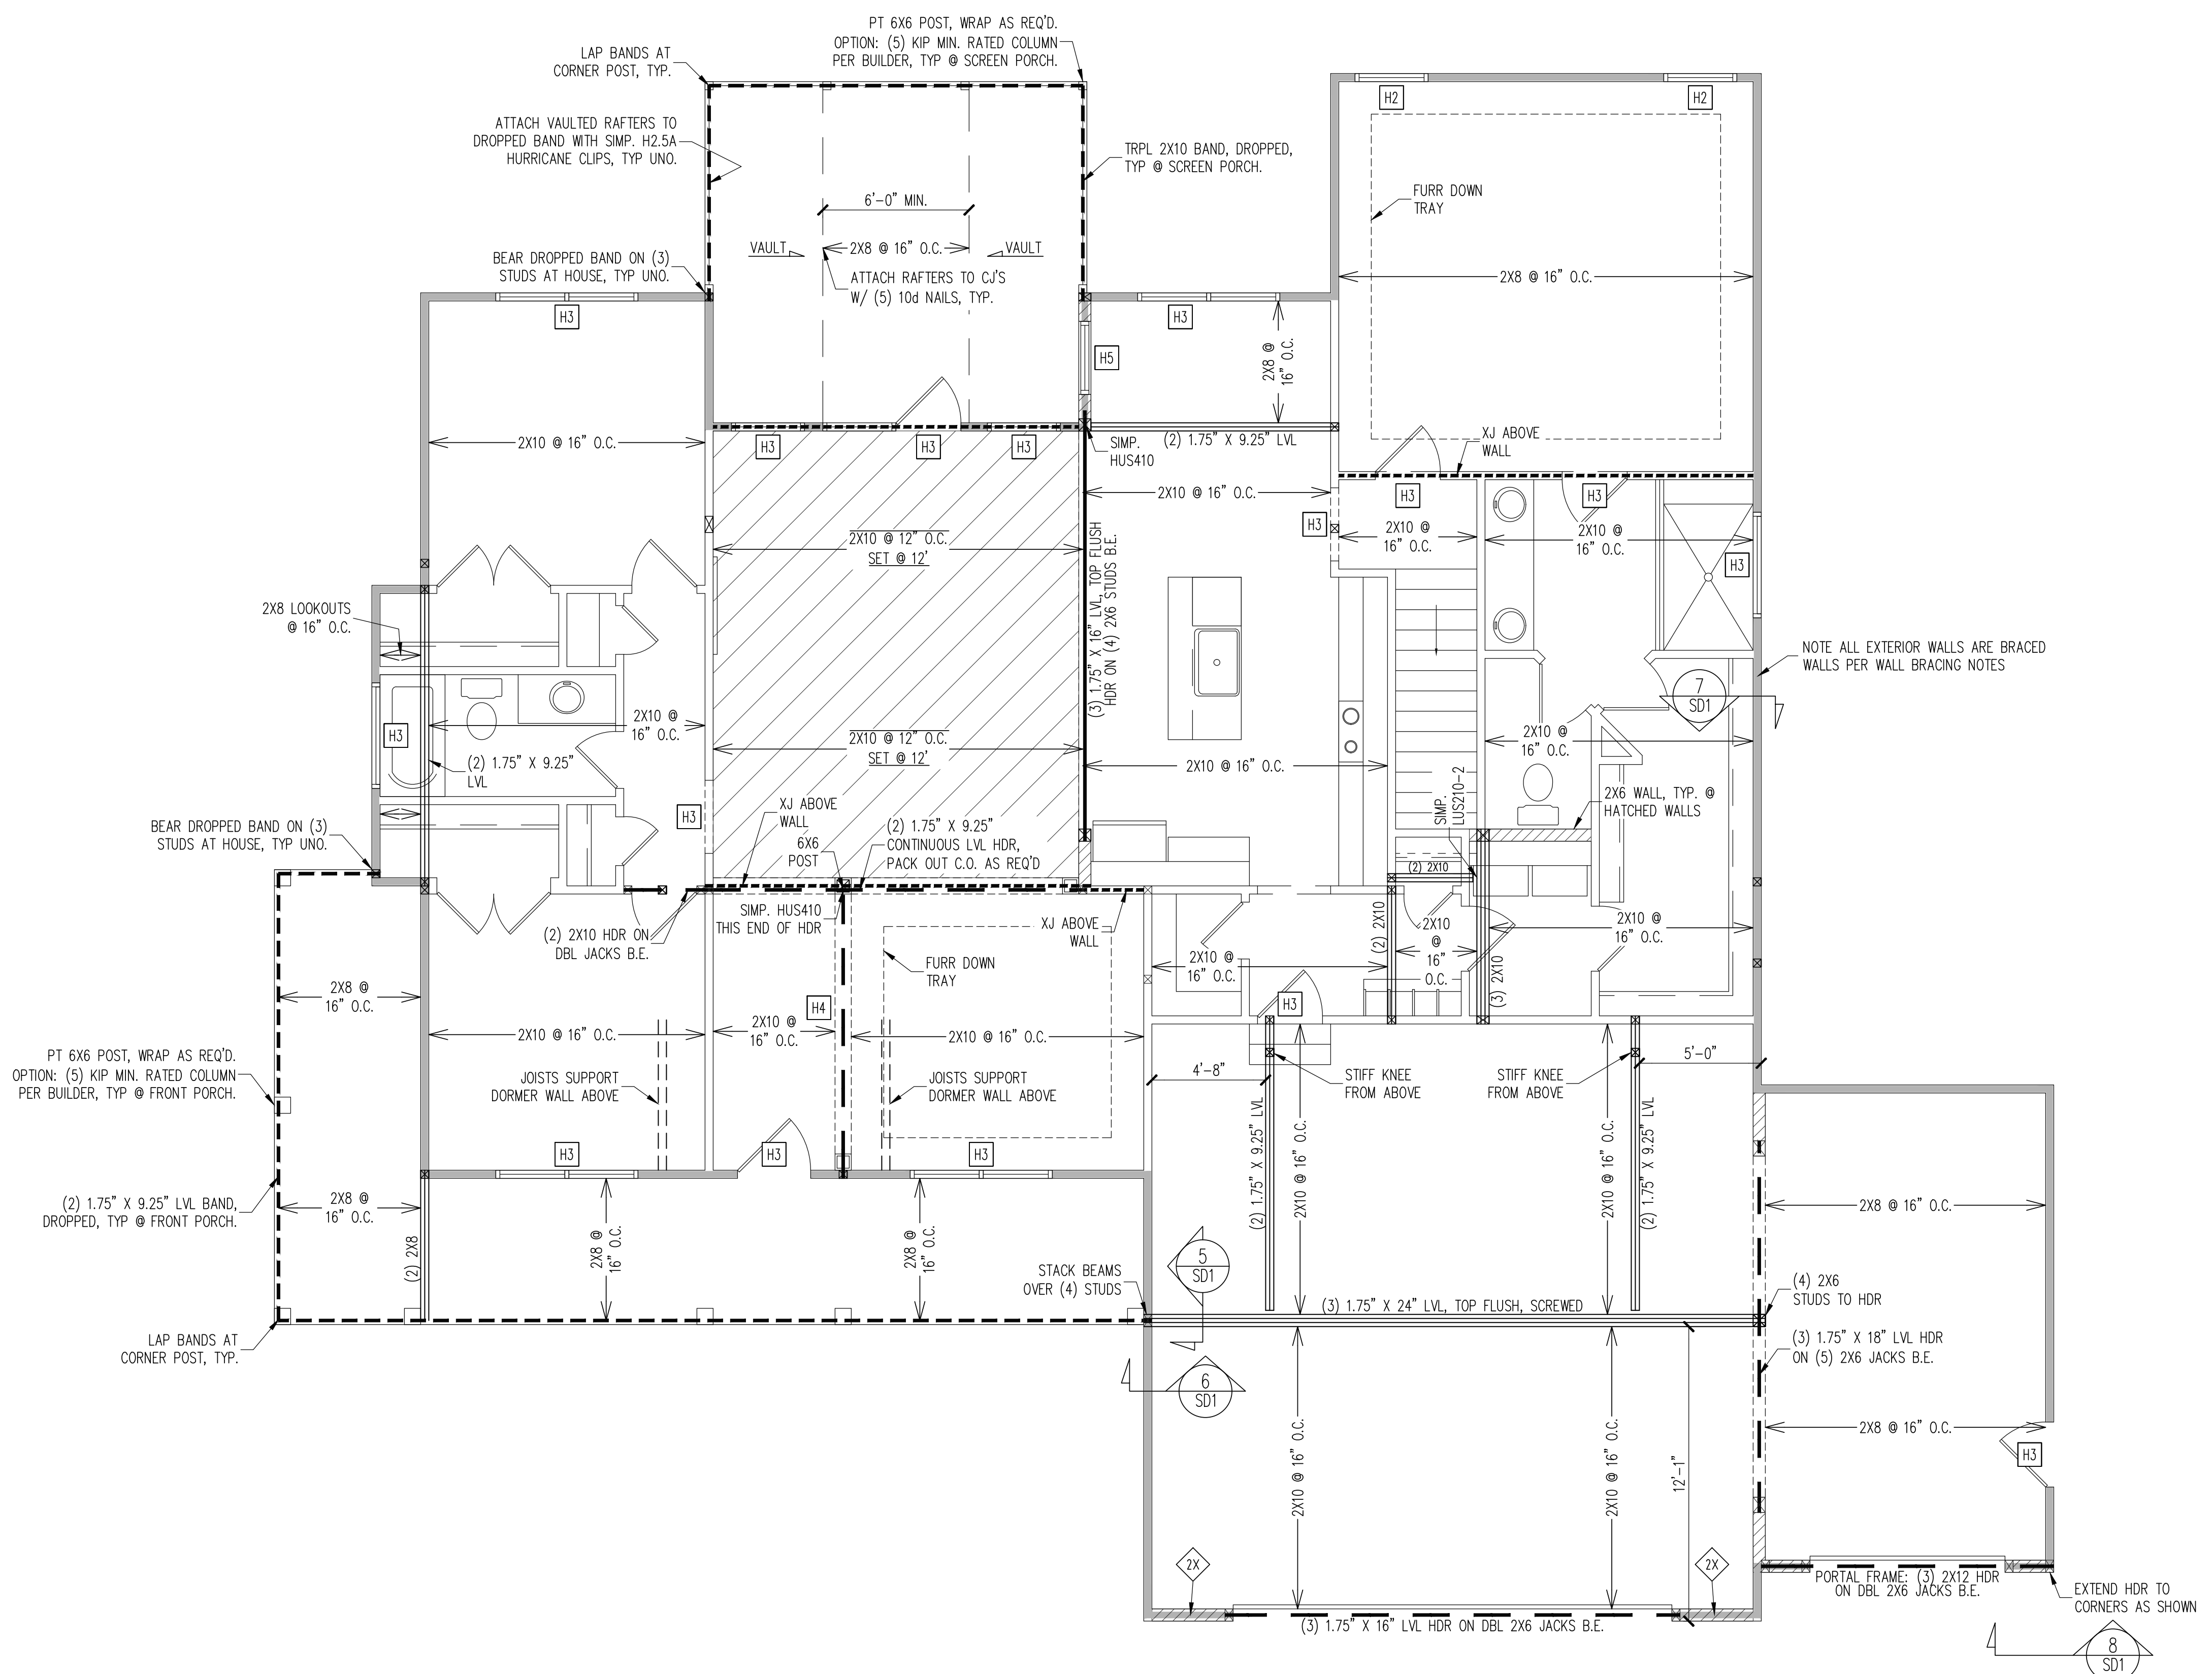 PT 6X6 POST, WRAP AS REQ'D.
OPTION: (5) KIP MIN. RATED COLUMN
PER BUILDER, TYP @ SCREEN PORCH.
LAP BANDS AT
CORNER POST, TYP.
ATTACH VAULTED RAFTERS TO
DROPPED BAND WITH SIMP. H2.5A
HURRICANE CLIPS, TYP UNO.
TRPL 2X10 BAND, DROPPED,
TYP @ SCREEN PORCH.
H2
H2
FURR DOWN
TRAY
6'-0" MIN.
VAULT
2X8 @ 16" O.C.
VAULT
BEAR DROPPED BAND ON (3)
STUDS AT HOUSE, TYP UNO.
ATTACH RAFTERS TO CJ'S
W/ (5) 10d NAILS, TYP.
2X8 @ 16" O.C.
H3
H3
H5
2X8 @
16" O.C.
2X10 @ 16" O.C.
H3
H3
H3
SIMP.
HUS410
(2) 1.75" X 9.25" LVL
XJ ABOVE
WALL
2X10 @ 16" O.C.
H3
H3
H3
2X10 @
16" O.C.
2X10 @
16" O.C.
H3
2X10 @ 12" O.C.
SET @ 12'
(3) 1.75" X 16" LVL, TOP FLUSH
HDR ON (4) 2X6 STUDS B.E.
2X8 LOOKOUTS
@ 16" O.C.
NOTE ALL EXTERIOR WALLS ARE BRACED
WALLS PER WALL BRACING NOTES
7
SD1
H3
2X10 @
16" O.C.
(2) 1.75" X 9.25"
LVL
2X10 @ 12" O.C.
SET @ 12'
2X10 @ 16" O.C.
2X10 @
16" O.C.
SIMP.
LUS210-2
2X6 WALL, TYP. @
HATCHED WALLS
H3
XJ ABOVE
WALL
6X6
POST
(2) 1.75" X 9.25"
CONTINUOUS LVL HDR,
PACK OUT C.O. AS REQ'D
BEAR DROPPED BAND ON (3)
STUDS AT HOUSE, TYP UNO.
(2) 2X10
SIMP. HUS410
THIS END OF HDR
XJ ABOVE
WALL
(2) 2X10 HDR ON
DBL JACKS B.E.
FURR DOWN
TRAY
2X10 @
16" O.C.
(2) 2X10
2X10
@
16"
O.C.
(3) 2X10
2X10 @
16" O.C.
2X8 @
16" O.C.
H4
H3
2X10 @ 16" O.C.
2X10 @
16" O.C.
2X10 @ 16" O.C.
PT 6X6 POST, WRAP AS REQ'D.
OPTION: (5) KIP MIN. RATED COLUMN
PER BUILDER, TYP @ FRONT PORCH.
JOISTS SUPPORT
DORMER WALL ABOVE
JOISTS SUPPORT
DORMER WALL ABOVE
4'-8"
STIFF KNEE
FROM ABOVE
STIFF KNEE
FROM ABOVE
5'-0"
(2) 1.75" X 9.25" LVL
2X10 @ 16" O.C.
2X10 @ 16" O.C.
(2) 1.75" X 9.25" LVL
H3
H3
H3
(2) 1.75" X 9.25" LVL BAND,
DROPPED, TYP @ FRONT PORCH.
2X8 @
16" O.C.
(2) 2X8
2X8 @
16" O.C.
2X8 @
16" O.C.
2X8 @ 16" O.C.
5
SD1
STACK BEAMS
OVER (4) STUDS
(3) 1.75" X 24" LVL, TOP FLUSH, SCREWED
(4) 2X6
STUDS TO HDR
(3) 1.75" X 18" LVL HDR
ON (5) 2X6 JACKS B.E.
LAP BANDS AT
CORNER POST, TYP.
6
SD1
2X10 @ 16" O.C.
2X10 @ 16" O.C.
12'-1"
2X8 @ 16" O.C.
H3
2X
2X
PORTAL FRAME: (3) 2X12 HDR
ON DBL 2X6 JACKS B.E.
EXTEND HDR TO
CORNERS AS SHOWN
(3) 1.75" X 16" LVL HDR ON DBL 2X6 JACKS B.E.
8
SD1